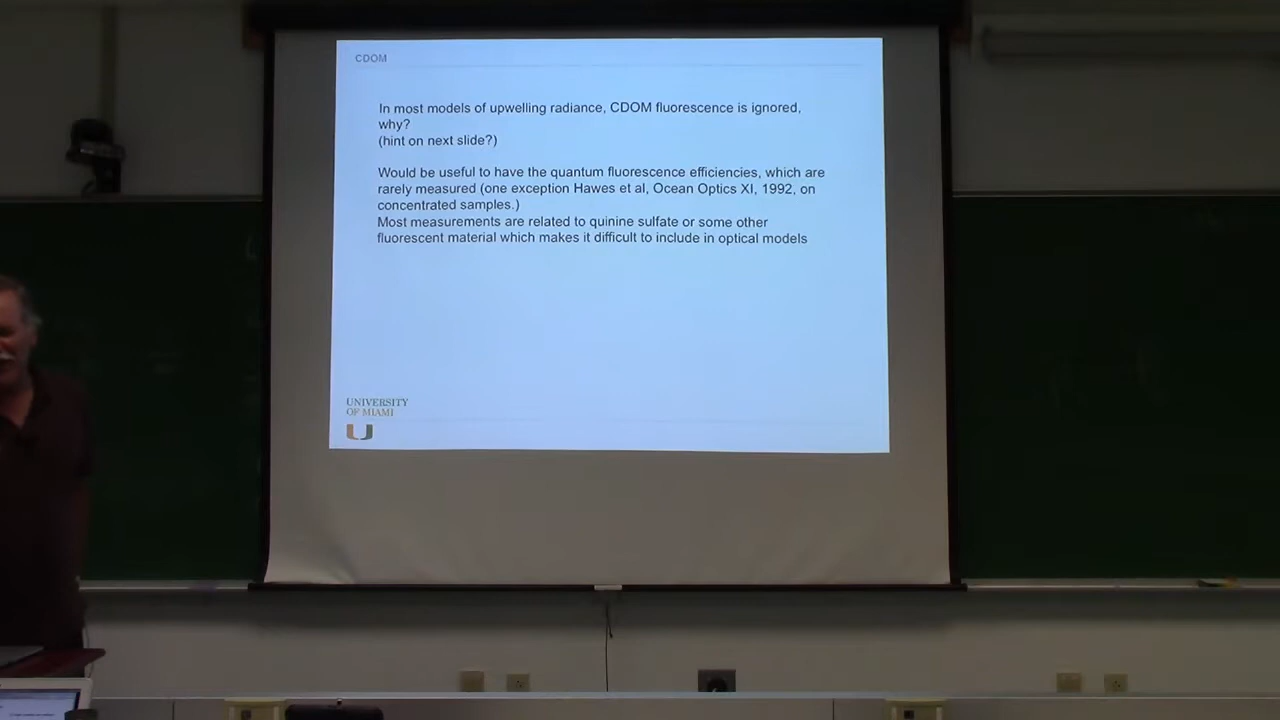 CDOM
In most models of upwelling radiance, CDOM fluorescence is ignored,
why?
(hint on next slide?)
Would be useful to have the quantum fluorescence efficiencies, which are
rarely measured (one exception Hawes et al, Ocean Optics XI, 1992, on
concentrated samples.)
Most measurements are related to quinine sulfate or some other
fluorescent material which makes it difficult to include in optical models
UNIVERSITY
OF MIAMI